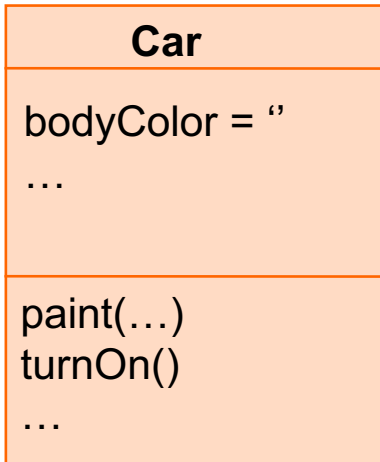 Car
bodyColor = ‘’
…
paint(…)
turnOn()
…